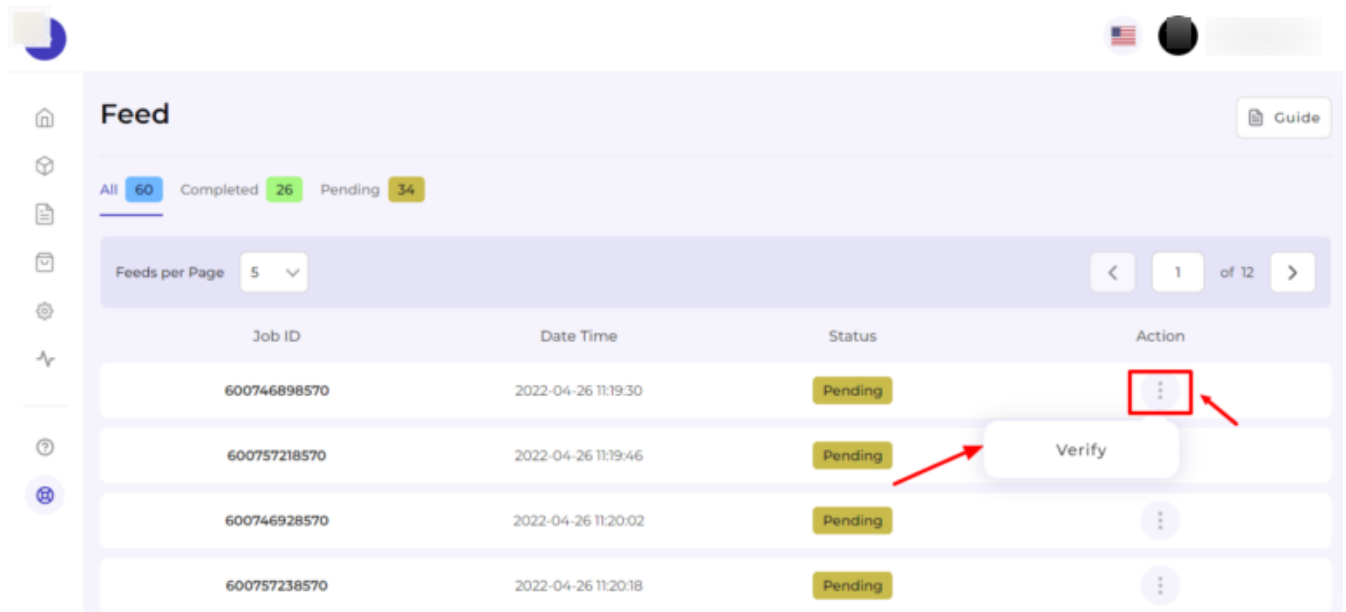 Feed
Guide
All 60 Completed 26 Pending 34
Feeds per Page 5 1 of 12
Job ID Date Time Status Action
600746898570 2022-04-26 11:19:30 Pending
600757218570 2022-04-26 11:19:46 Pending Verify
600746928570 2022-04-26 11:20:02 Pending
600757238570 2022-04-26 11:20:18 Pending